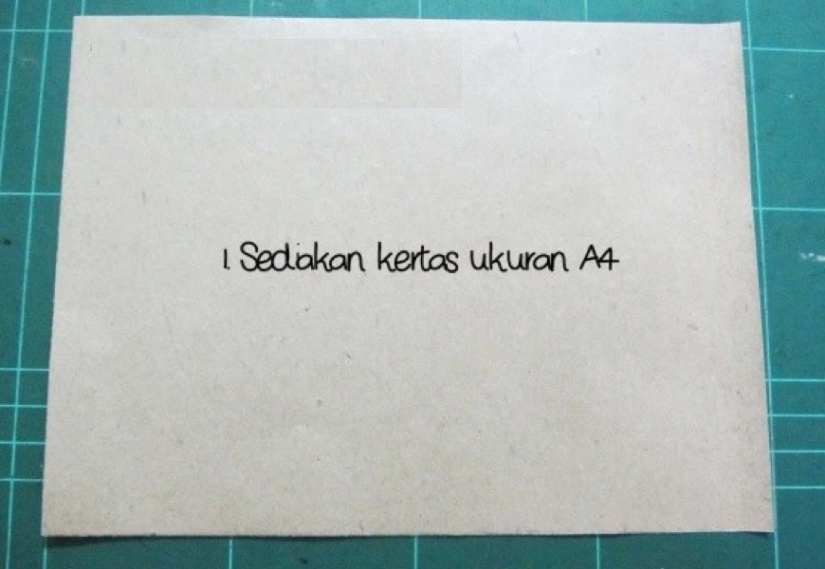 1. Sediakan kertas ukuran A4